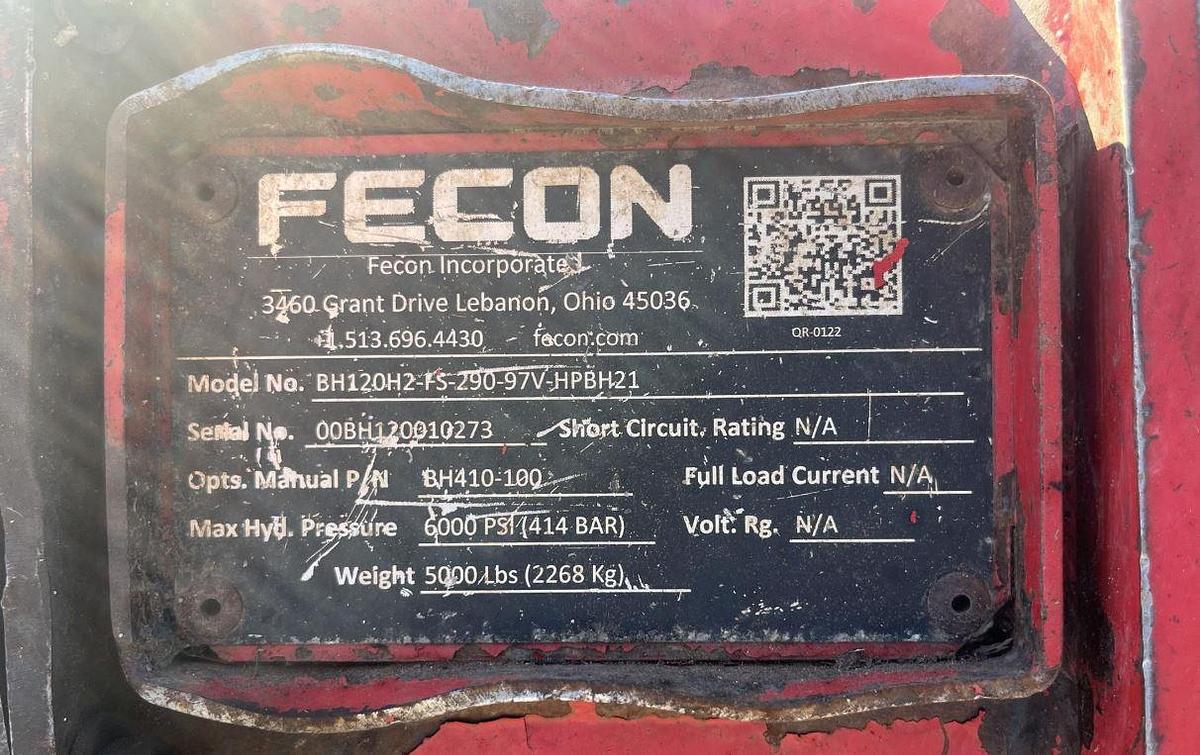 FECON
Fecon Incorporated
3460 Grant Drive Lebanon, Ohio 45036
+1.513.696.4430 fecon.com
QR-0122
Model No. BH120H2-FS-290-97V-HPBH21
Serial No. 00BH120010273 Short Circuit. Rating N/A
Opts. Manual P/N BH410-100 Full Load Current N/A
Max Hyd. Pressure 6000 PSI (414 BAR) Volt. Rg. N/A
Weight 5000 Lbs (2268 Kg)